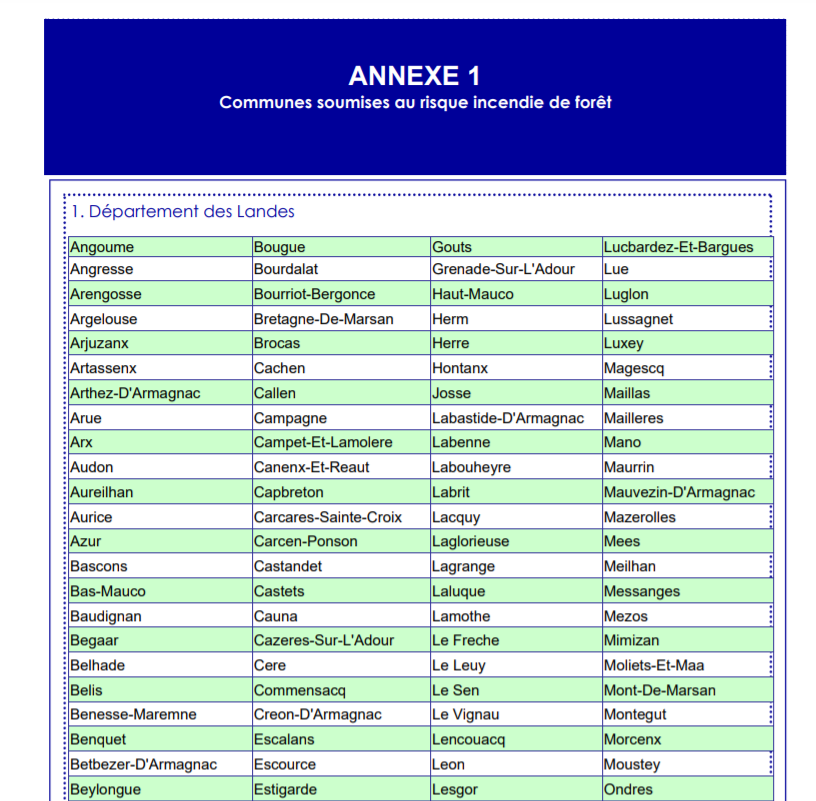 ANNEXE 1
Communes soumises au risque incendie de forêt
1. Département des Landes
Angoume Bougue Gouts Lucbardez-Et-Bargues
Angresse Bourdalat Grenade-Sur-L'Adour Lue
Arengosse Bourriot-Bergonce Haut-Mauco Luglon
Argelouse Bretagne-De-Marsan Herm Lussagnet
Arjuzanx Brocas Herre Luxey
Artassenx Cachen Hontanx Magescq
Arthez-D'Armagnac Callen Josse Maillas
Arue Campagne Labastide-D'Armagnac Mailleres
Arx Campet-Et-Lamolere Labenne Mano
Audon Canenx-Et-Reaut Labouheyre Maurrin
Aureilhan Capbreton Labrit Mauvezin-D'Armagnac
Aurice Carcares-Sainte-Croix Lacquy Mazerolles
Azur Carcen-Ponson Laglorieuse Mees
Bascons Castandet Lagrange Meilhan
Bas-Mauco Castets Laluque Messanges
Baudignan Cauna Lamothe Mezos
Begaar Cazeres-Sur-L'Adour Le Freche Mimizan
Belhade Cere Le Leuy Moliets-Et-Maa
Belis Commensacq Le Sen Mont-De-Marsan
Benesse-Maremne Creon-D'Armagnac Le Vignau Montegut
Benquet Escalans Lencouacq Morcenx
Betbezer-D'Armagnac Escource Leon Moustey
Beylongue Estigarde Lesgor Ondres